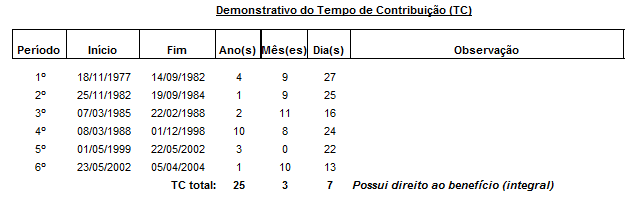 Demonstrativo do Tempo de Contribuição (TC)
Período Início Fim Ano(s) Mês(es) Dia(s) Observação
1º 18/11/1977 14/09/1982 4 9 27
2º 25/11/1982 19/09/1984 1 9 25
3º 07/03/1985 22/02/1988 2 11 16
4º 08/03/1988 01/12/1998 10 8 24
5º 01/05/1999 22/05/2002 3 0 22
6º 23/05/2002 05/04/2004 1 10 13
TC total: 25 3 7 Possui direito ao benefício (integral)